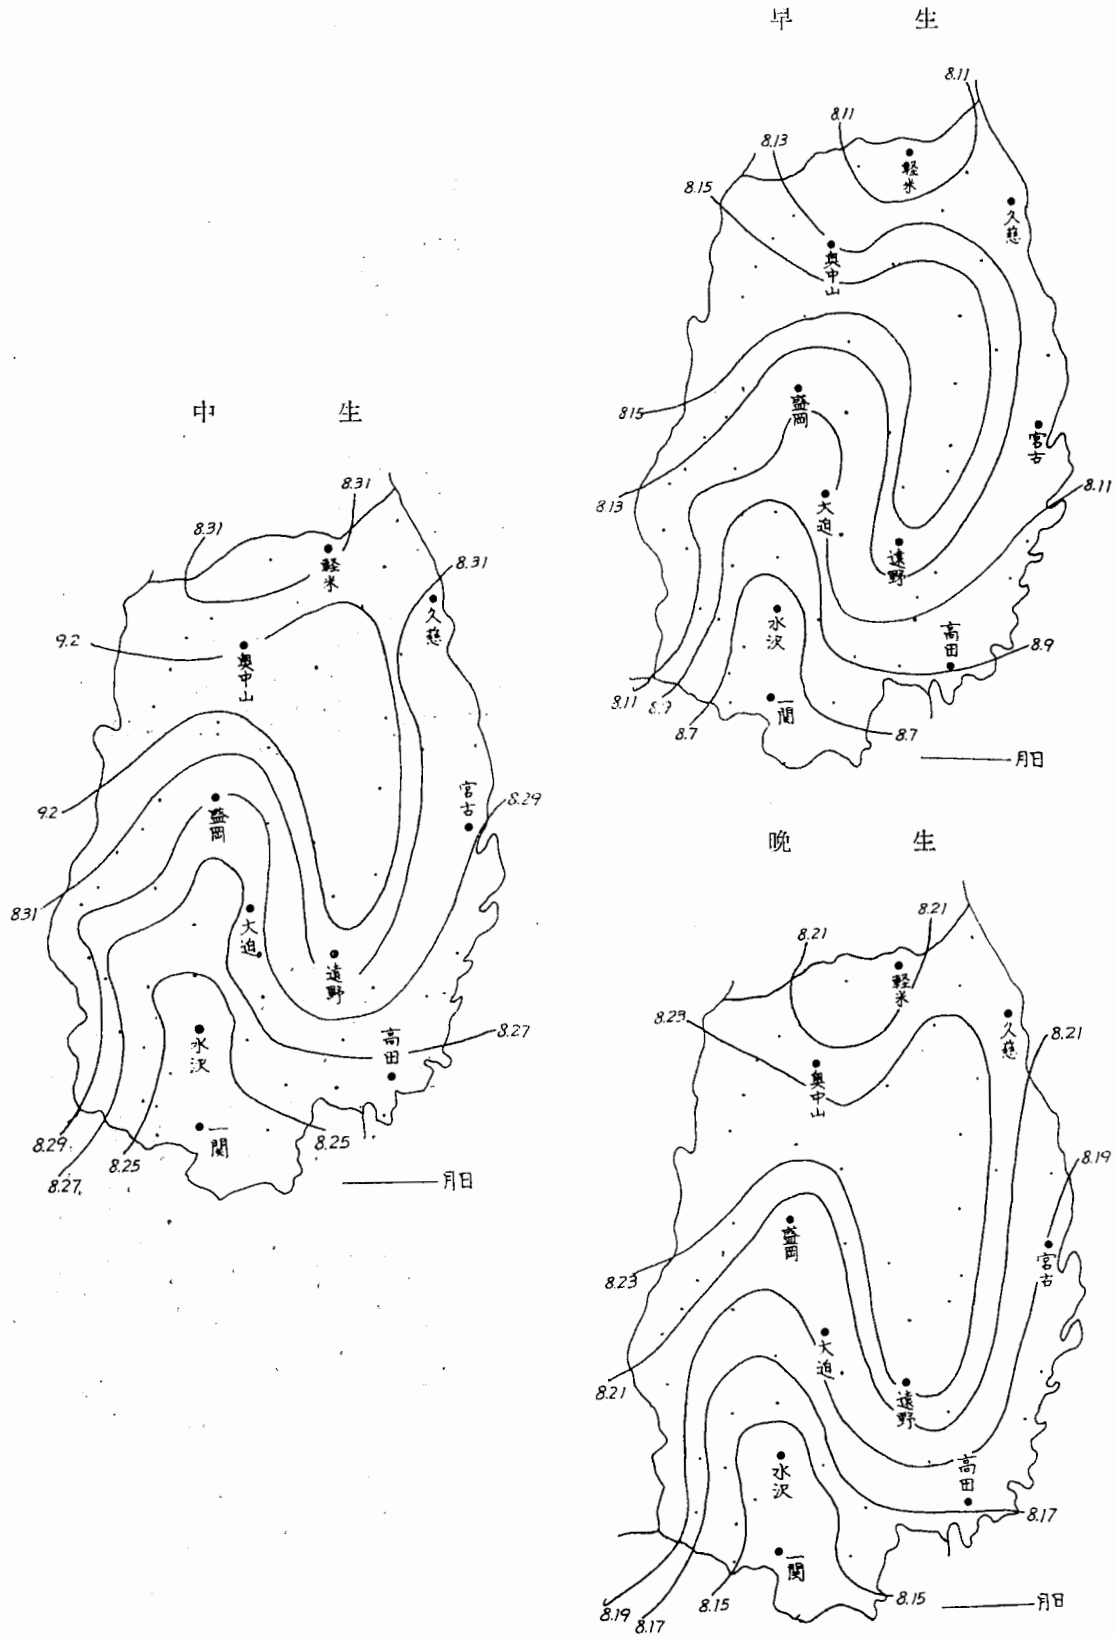 早 生
8.11
8.11
8.13
8.15
軽米
久慈
奥中山
8.15
盛岡
宮古
8.13
大迫
8.11
遠野
水沢
高田
8.9
8.11
8.9
8.7
一関
8.7
月日
中 生
8.31
8.31
軽米
8.31
久慈
9.2
奥中山
9.2
盛岡
宮古
8.29
8.31
大迫
遠野
水沢
高田
8.27
8.29
8.27
8.25
一関
8.25
月日
晩 生
8.21
8.21
軽米
8.23
久慈
8.21
奥中山
8.19
盛岡
宮古
8.23
大迫
8.21
遠野
水沢
高田
8.17
一関
8.19
8.17
8.15
8.15
月日